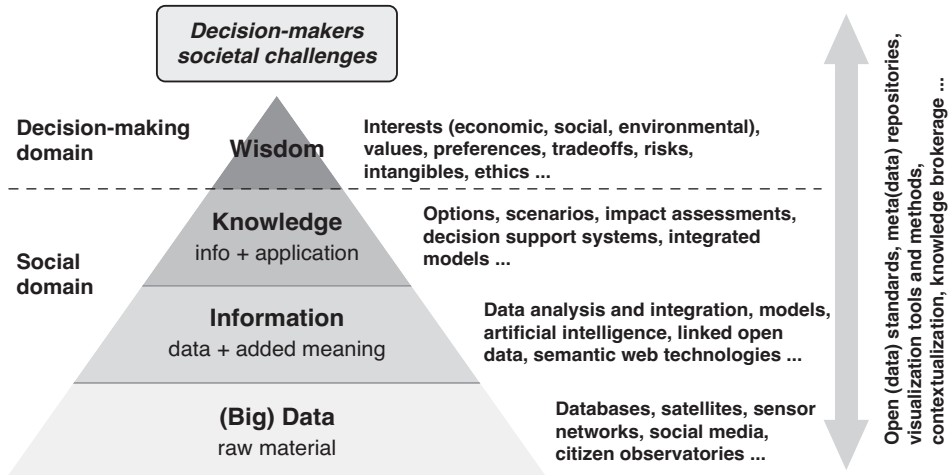 Decision-makers
societal challenges
Decision-making
domain
Wisdom
Interests (economic, social, environmental),
values, preferences, tradeoffs, risks,
intangibles, ethics ...
Social
domain
Knowledge
info + application
Options, scenarios, impact assessments,
decision support systems, integrated
models ...
Information
data + added meaning
Data analysis and integration, models,
artificial intelligence, linked open
data, semantic web technologies ...
(Big) Data
raw material
Databases, satellites, sensor
networks, social media,
citizen observatories ...
Open (data) standards, meta(data) repositories,
visualization tools and methods,
contextualization, knowledge brokerage ...